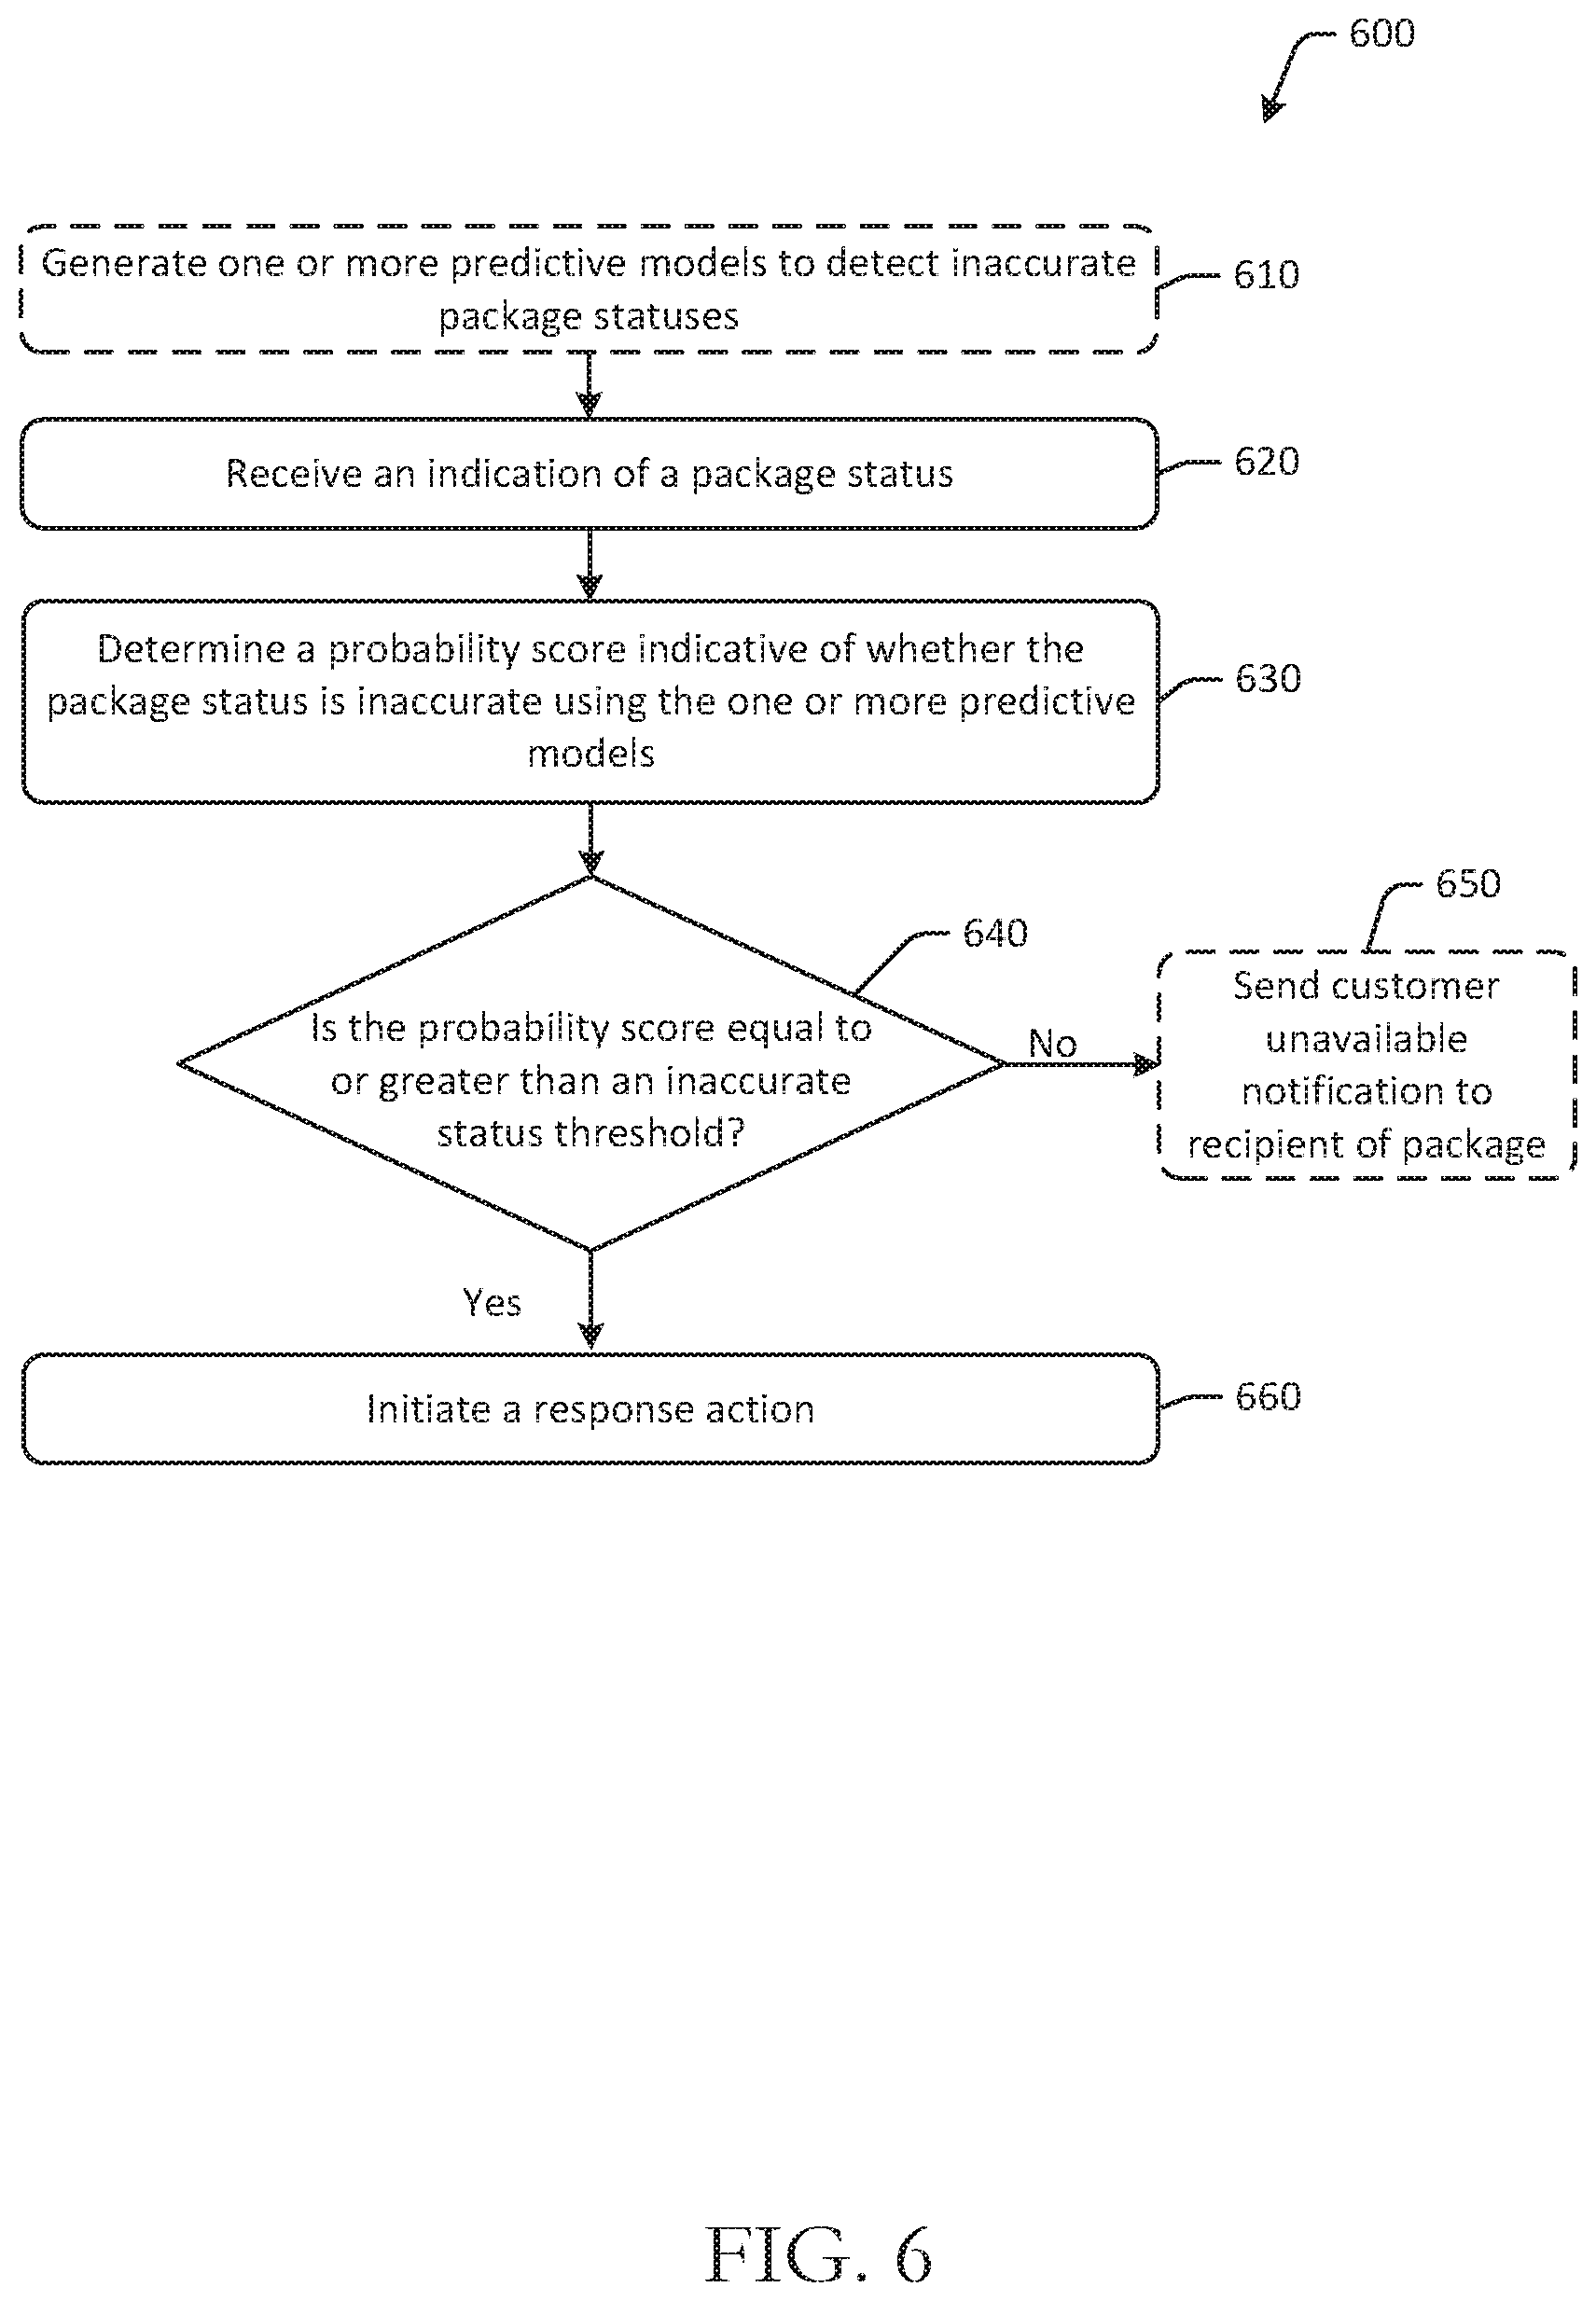 600
Generate one or more predictive models to detect inaccurate
package statuses
610
Receive an indication of a package status
620
Determine a probability score indicative of whether the
package status is inaccurate using the one or more predictive
models
630
640
Is the probability score equal to
or greater than an inaccurate
status threshold?
No
650
Send customer
unavailable
notification to
recipient of package
Yes
Initiate a response action
660
FIG. 6